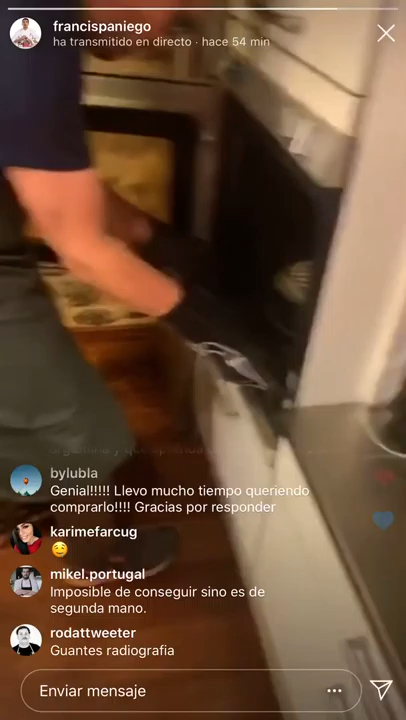 francispaniego
ha transmitido en directo · hace 54 min
bylubla
Genial!!!!! Llevo mucho tiempo queriendo
comprarlo!!!! Gracias por responder
karimefarcug
mikel.portugal
Imposible de conseguir sino es de
segunda mano.
rodattweeter
Guantes radiografia
Enviar mensaje